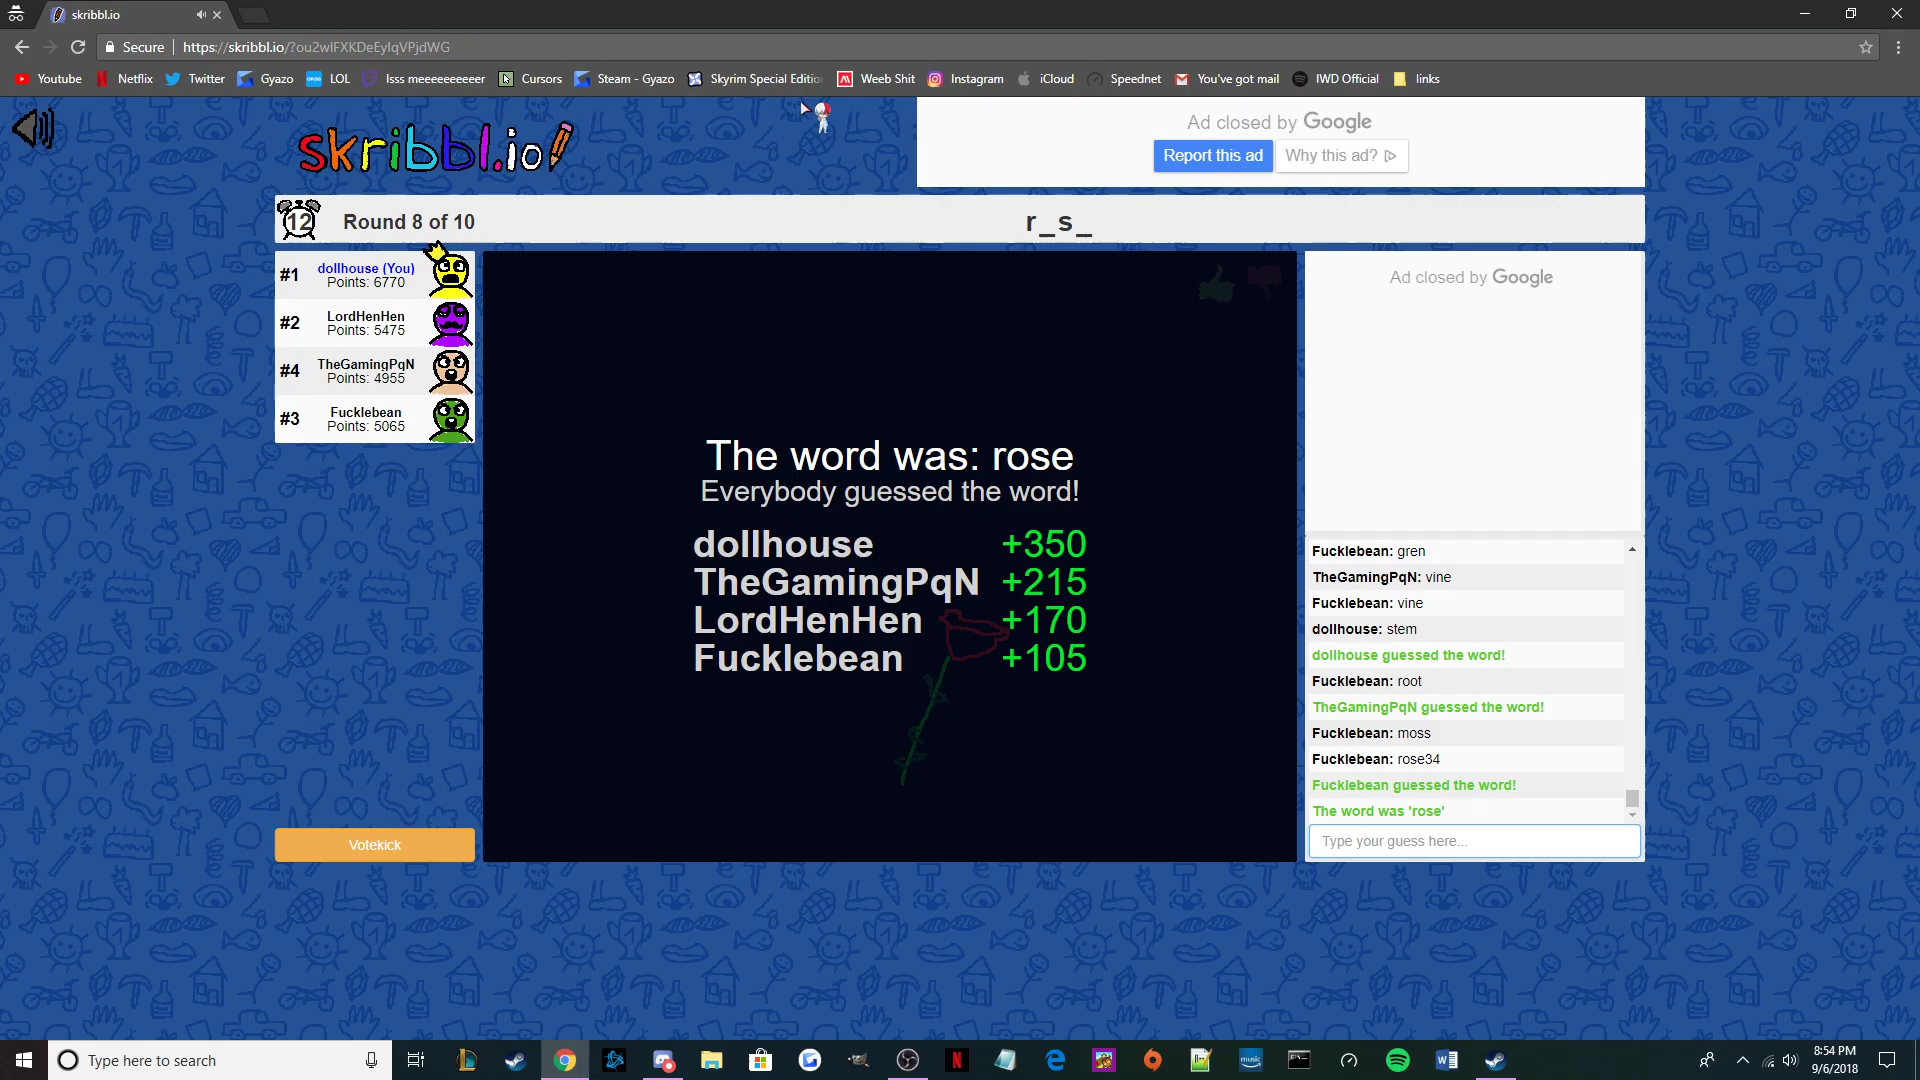 skribbl.io
Secure
https://skribbl.io/?ou2wIFXKDeEyIqVPjdWG
Youtube
Netflix
Twitter
Gyazo
LOL
Isss meeeeeeeeeer
Cursors
Steam - Gyazo
Skyrim Special Editio
Weeb Shit
Instagram
iCloud
Speednet
You've got mail
IWD Official
links
skribbl.io
Ad closed by Google
Report this ad
Why this ad?
12
Round 8 of 10
r_s_
#1
dollhouse (You)
Points: 6770
#2
LordHenHen
Points: 5475
#4
TheGamingPqN
Points: 4955
#3
Fucklebean
Points: 5065
Votekick
The word was: rose
Everybody guessed the word!
dollhouse +350
TheGamingPqN +215
LordHenHen +170
Fucklebean +105
Ad closed by Google
Fucklebean: gren
TheGamingPqN: vine
Fucklebean: vine
dollhouse: stem
dollhouse guessed the word!
Fucklebean: root
TheGamingPqN guessed the word!
Fucklebean: moss
Fucklebean: rose34
Fucklebean guessed the word!
The word was 'rose'
Type your guess here...
Type here to search
8:54 PM
9/6/2018